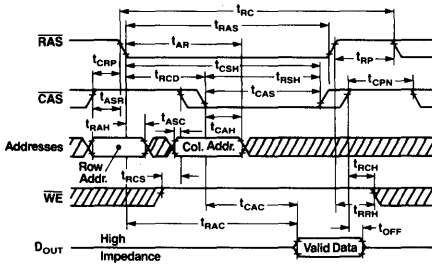 tRC
tRAS
RAS
tAR
tRP
tCRP
tCSH
tRCD
tRSH
tCPN
CAS
tASR
tCAS
tRAH
tASC
tCAH
Addresses
Col. Addr.
Row
Addr.
tRCS
tRCH
WE
tCAC
tRRH
tRAC
tOFF
DOUT
High
Impedance
Valid Data